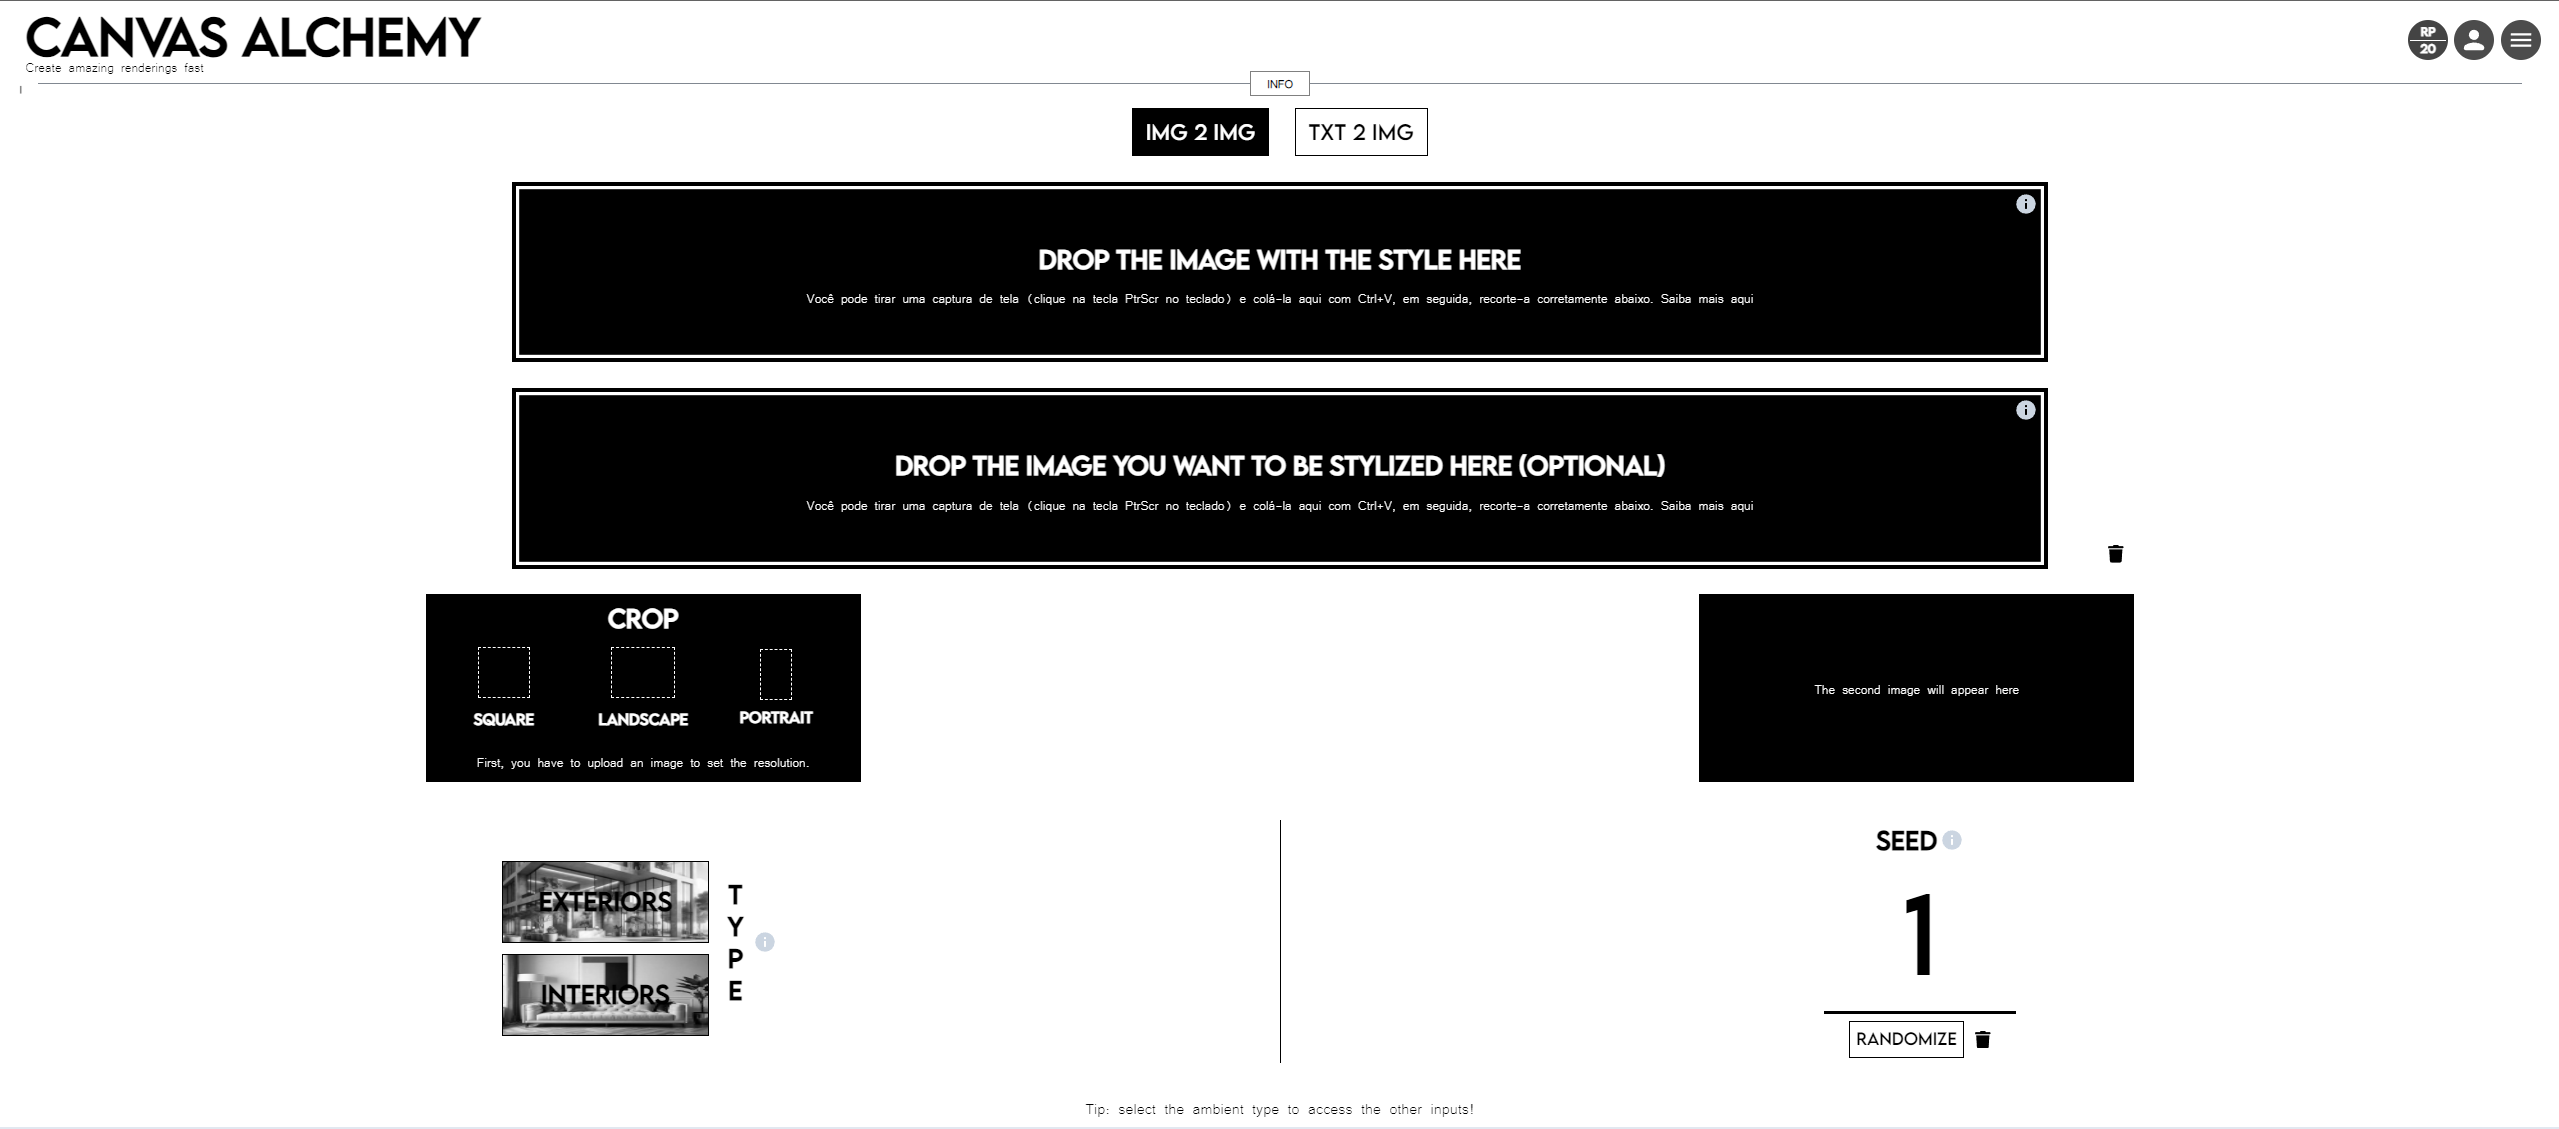 CANVAS ALCHEMY
Create amazing renderings fast
RP
20
INFO
IMG 2 IMG
TXT 2 IMG
DROP THE IMAGE WITH THE STYLE HERE
Você pode tirar uma captura de tela (clique na tecla PtrScr no teclado) e colá-la aqui com Ctrl+V, em seguida, recorte-a corretamente abaixo. Saiba mais aqui
DROP THE IMAGE YOU WANT TO BE STYLIZED HERE (OPTIONAL)
Você pode tirar uma captura de tela (clique na tecla PtrScr no teclado) e colá-la aqui com Ctrl+V, em seguida, recorte-a corretamente abaixo. Saiba mais aqui
CROP
SQUARE
LANDSCAPE
PORTRAIT
First, you have to upload an image to set the resolution.
The second image will appear here
EXTERIORS
INTERIORS
TYPE
SEED
1
RANDOMIZE
Tip: select the ambient type to access the other inputs!